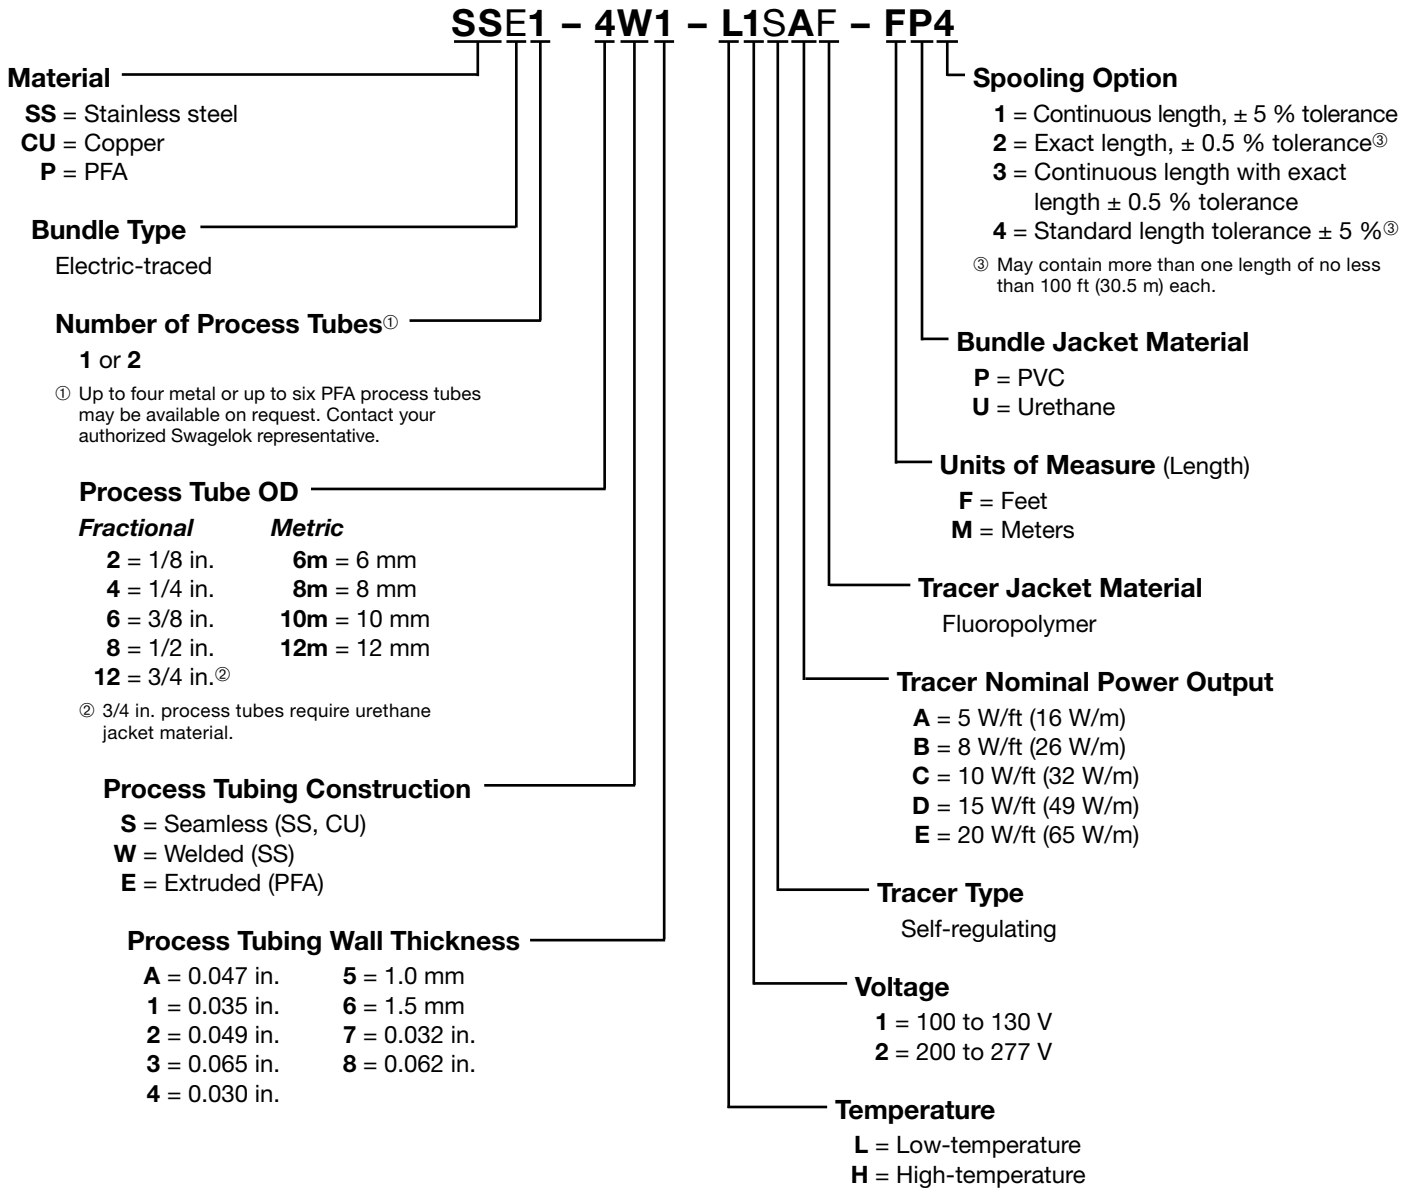 SSE1 – 4W1 – L1SAF – FP4
Material
SS = Stainless steel
CU = Copper
P = PFA
Bundle Type
Electric-traced
Number of Process Tubes①
1 or 2
① Up to four metal or up to six PFA process tubes
may be available on request. Contact your
authorized Swagelok representative.
Process Tube OD
Fractional Metric
2 = 1/8 in. 6m = 6 mm
4 = 1/4 in. 8m = 8 mm
6 = 3/8 in. 10m = 10 mm
8 = 1/2 in. 12m = 12 mm
12 = 3/4 in.②
② 3/4 in. process tubes require urethane
jacket material.
Process Tubing Construction
S = Seamless (SS, CU)
W = Welded (SS)
E = Extruded (PFA)
Process Tubing Wall Thickness
A = 0.047 in. 5 = 1.0 mm
1 = 0.035 in. 6 = 1.5 mm
2 = 0.049 in. 7 = 0.032 in.
3 = 0.065 in. 8 = 0.062 in.
4 = 0.030 in.
Spooling Option
1 = Continuous length, ± 5 % tolerance
2 = Exact length, ± 0.5 % tolerance③
3 = Continuous length with exact
length ± 0.5 % tolerance
4 = Standard length tolerance ± 5 %③
③ May contain more than one length of no less
than 100 ft (30.5 m) each.
Bundle Jacket Material
P = PVC
U = Urethane
Units of Measure (Length)
F = Feet
M = Meters
Tracer Jacket Material
Fluoropolymer
Tracer Nominal Power Output
A = 5 W/ft (16 W/m)
B = 8 W/ft (26 W/m)
C = 10 W/ft (32 W/m)
D = 15 W/ft (49 W/m)
E = 20 W/ft (65 W/m)
Tracer Type
Self-regulating
Voltage
1 = 100 to 130 V
2 = 200 to 277 V
Temperature
L = Low-temperature
H = High-temperature